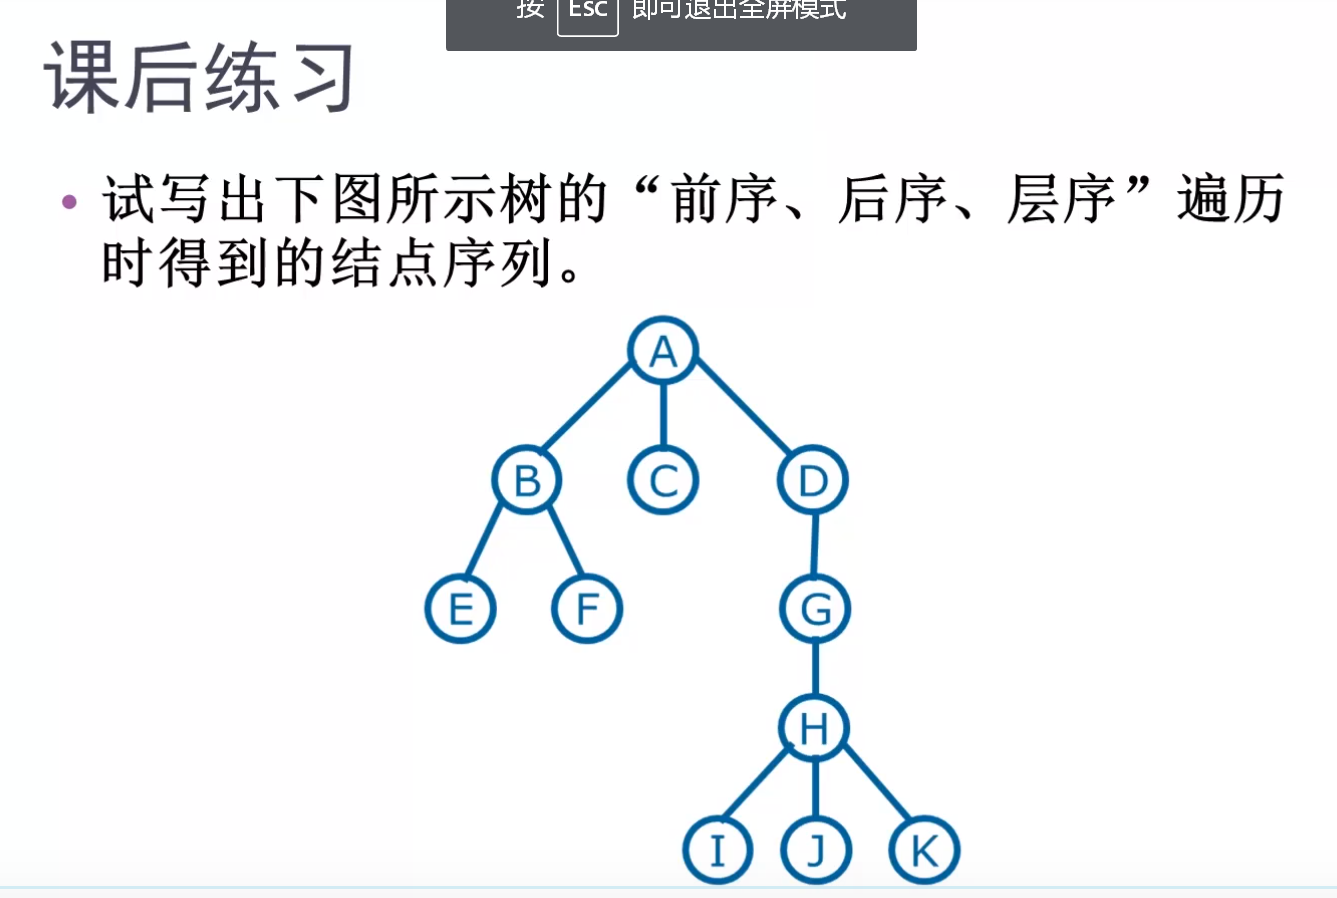 按 Esc 即可退出全屏模式
课后练习
• 试写出下图所示树的“前序、后序、层序”遍历
时得到的结点序列。
A
B C D
E F G
H
I J K